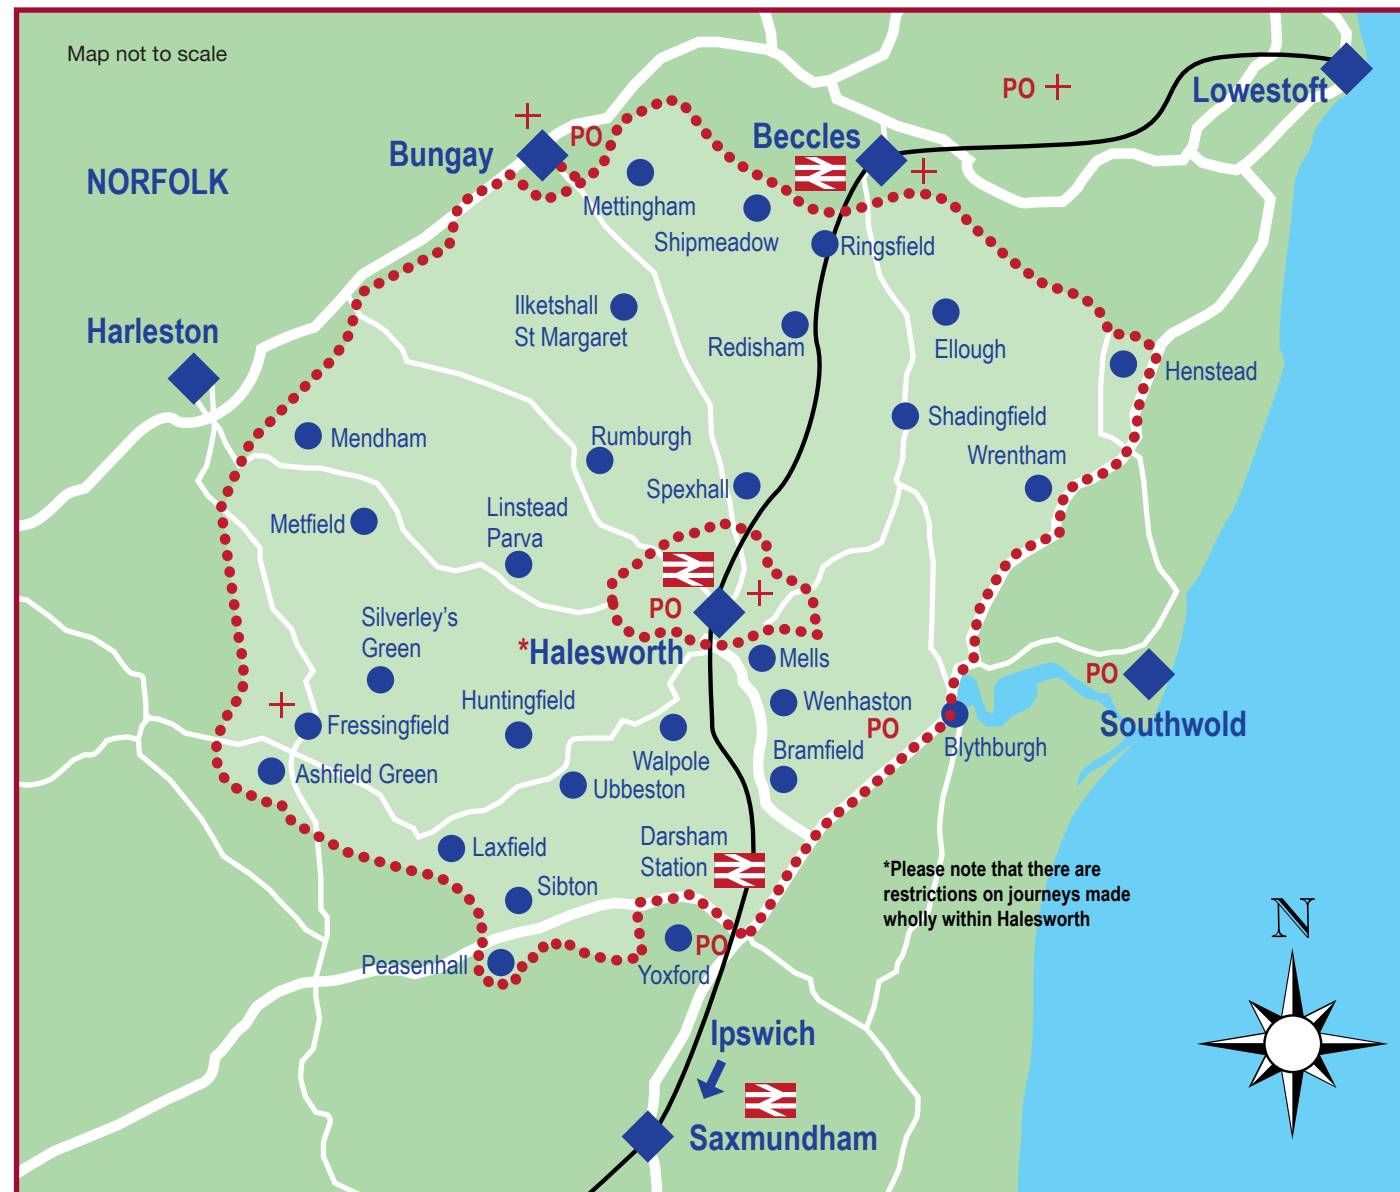 Map not to scale
PO
Lowestoft
Beccles
PO
Bungay
NORFOLK
Mettingham
Shipmeadow
Ringsfield
Ilketshall
St Margaret
Harleston
Redisham
Ellough
Henstead
Shadingfield
Mendham
Rumburgh
Wrentham
Spexhall
Linstead
Parva
Metfield
PO
Silverley's
Green
*Halesworth
Mells
PO
Huntingfield
Wenhaston
Southwold
Fressingfield
PO
Blythburgh
Bramfield
Walpole
Ashfield Green
Ubbeston
Darsham
Station
Laxfield
*Please note that there are
restrictions on journeys made
wholly within Halesworth
Sibton
N
PO
Peasenhall
Yoxford
Ipswich
Saxmundham